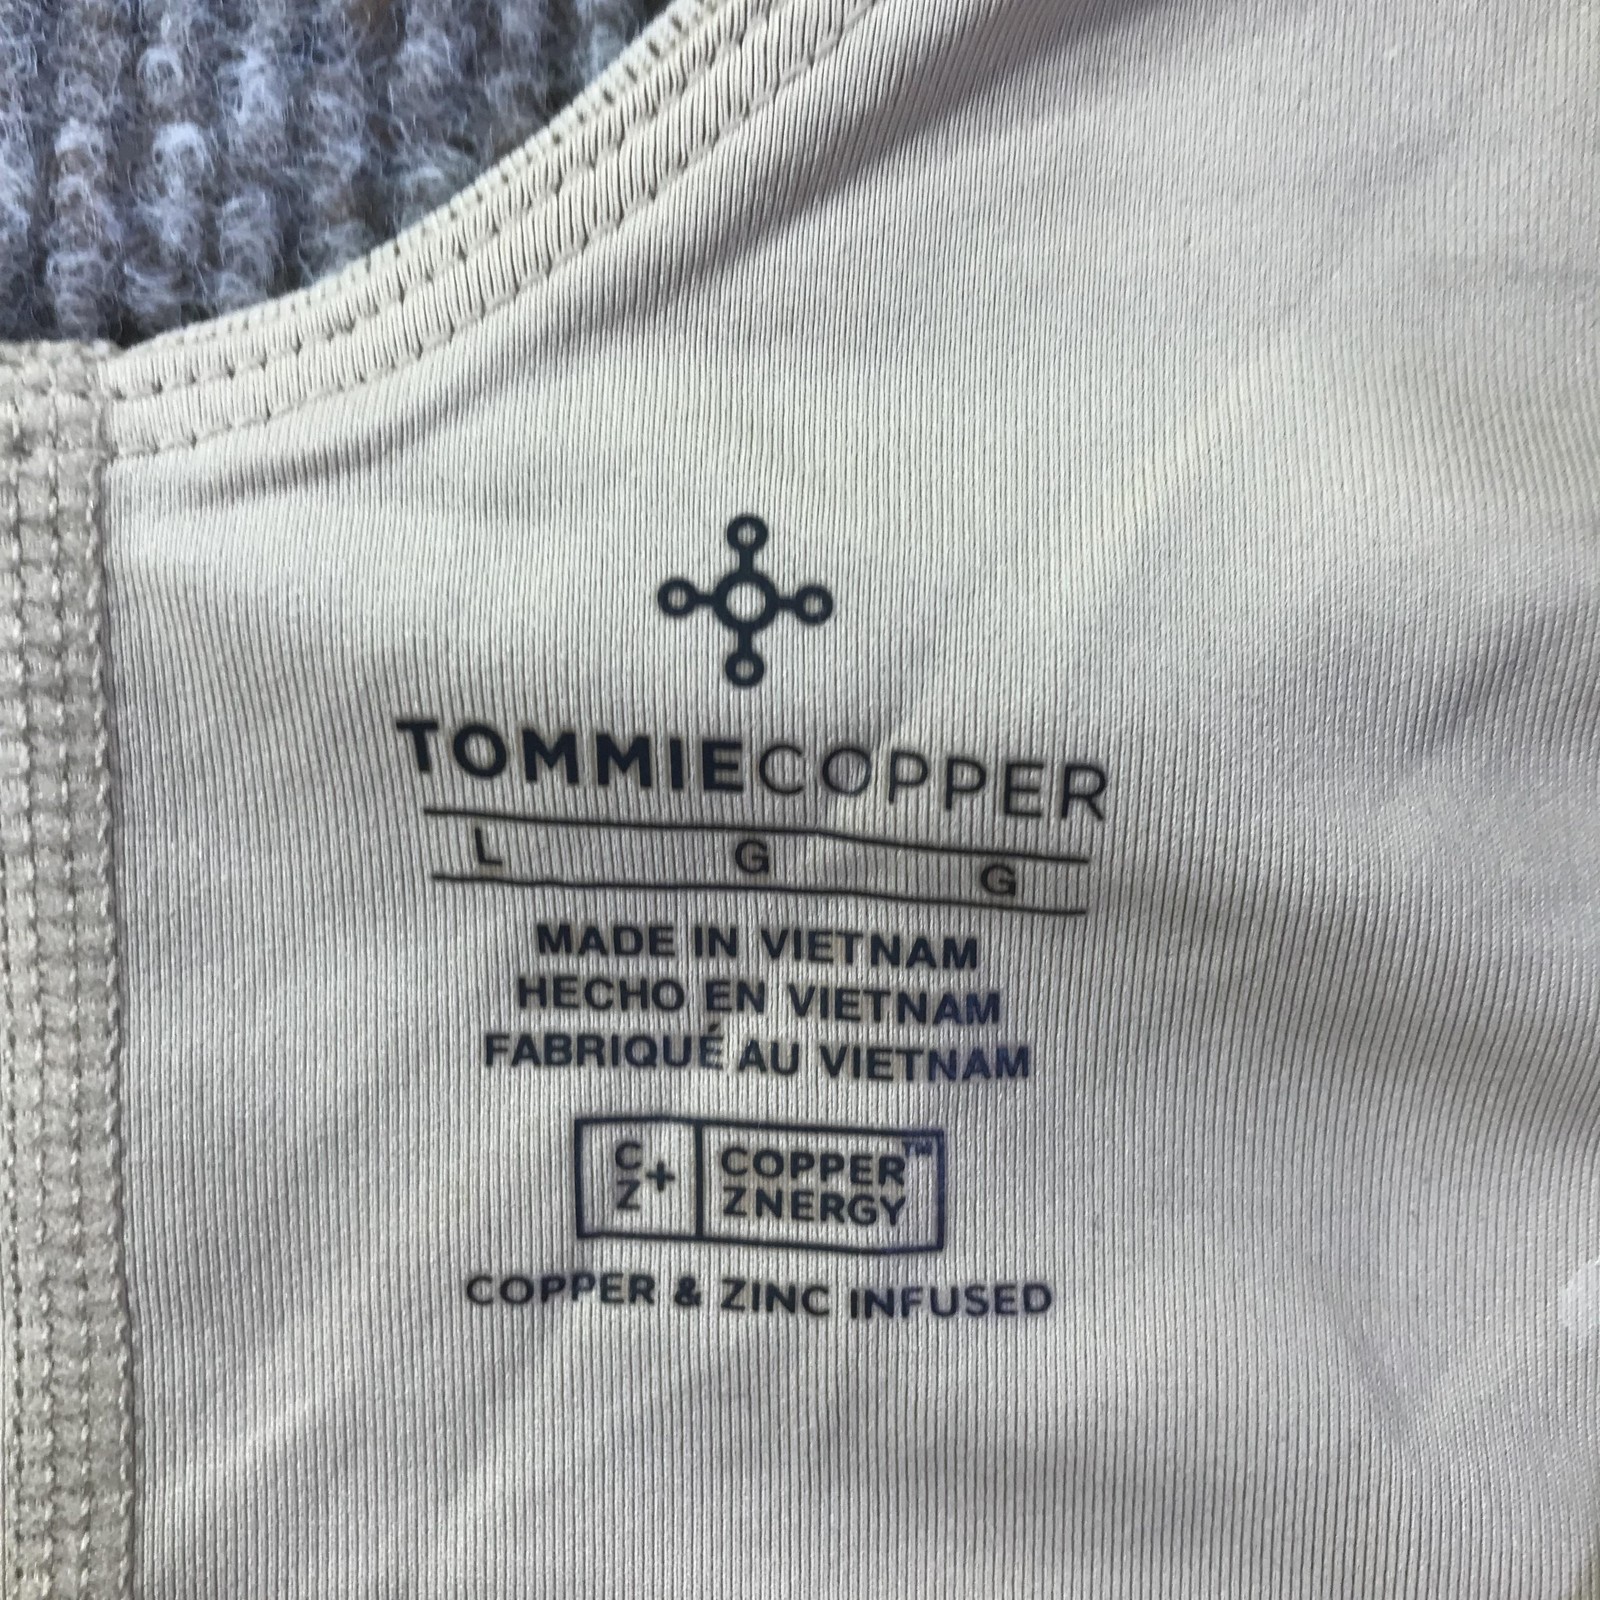 TOMMIECOPPER
L G G
MADE IN VIETNAM
HECHO EN VIETNAM
FABRIQUÉ AU VIETNAM
C
Z+
COPPER™
ZNERGY
COPPER & ZINC INFUSED